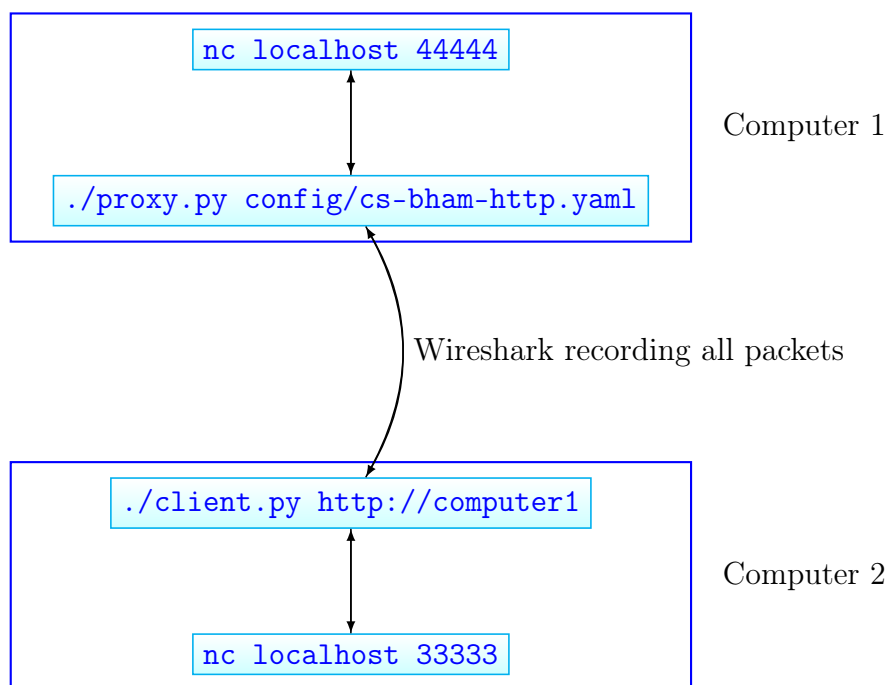 nc localhost 44444
Computer 1
./proxy.py config/cs-bham-http.yaml
Wireshark recording all packets
./client.py http://computer1
Computer 2
nc localhost 33333